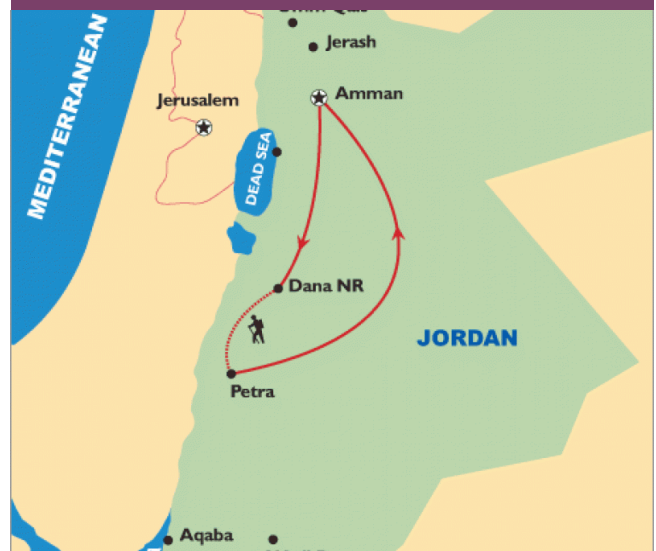 Jerash
Amman
Jerusalem
MEDITERRANEAN
DEAD SEA
Dana NR
JORDAN
Petra
Aqaba